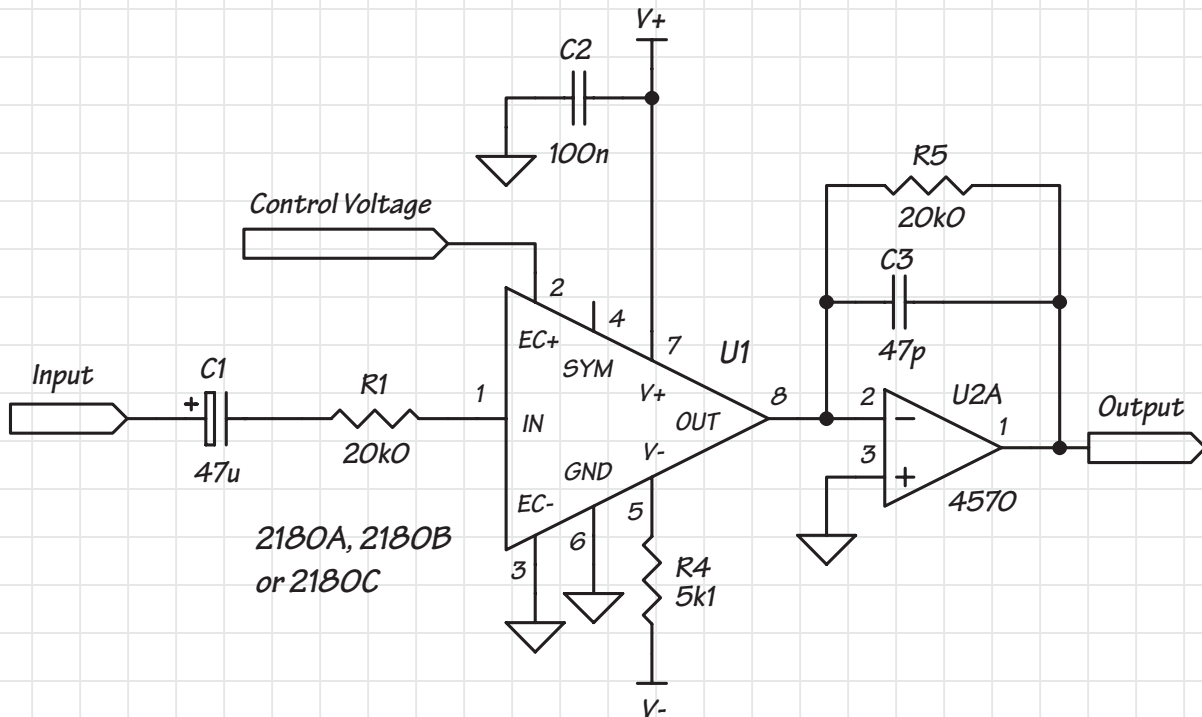 V+
C2
100n
R5
20k0
Control Voltage
C3
47p
2
4
7
U1
EC+
SYM
V+
Input
C1
+
R1
1
IN
OUT
8
2
U2A
1
Output
20k0
47u
V-
3
−
+
4570
GND
EC-
5
6
3
2180A, 2180B
or 2180C
R4
5k1
V-